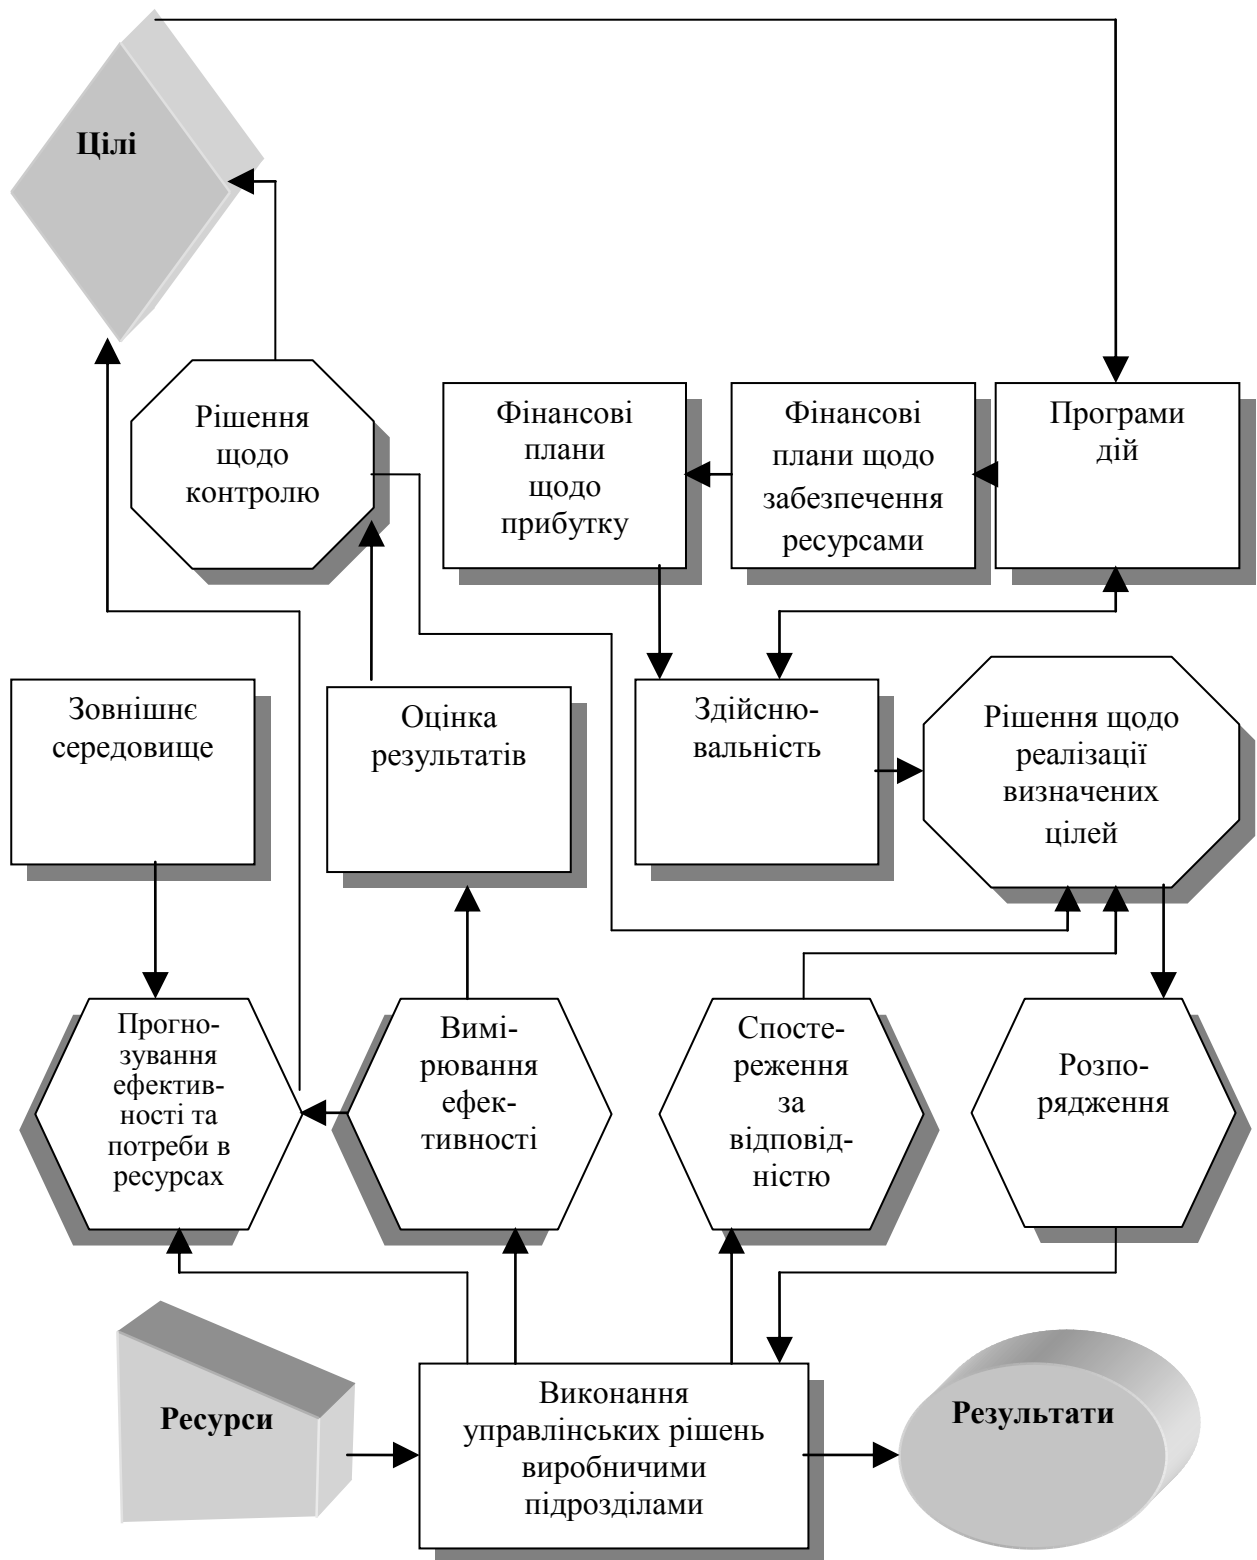 Цілі
Рішення
щодо
контролю
Фінансові
плани
щодо
прибутку
Фінансові
плани щодо
забезпечення
ресурсами
Програми
дій
Зовнішнє
середовище
Оцінка
результатів
Здійсню-
вальність
Рішення щодо
реалізації
визначених
цілей
Прогно-
зування
ефектив-
ності та
потреби в
ресурсах
Вимі-
рювання
ефек-
тивності
Спосте-
реження
за
відповід-
ністю
Розпо-
рядження
Ресурси
Виконання
управлінських рішень
виробничими
підрозділами
Результати